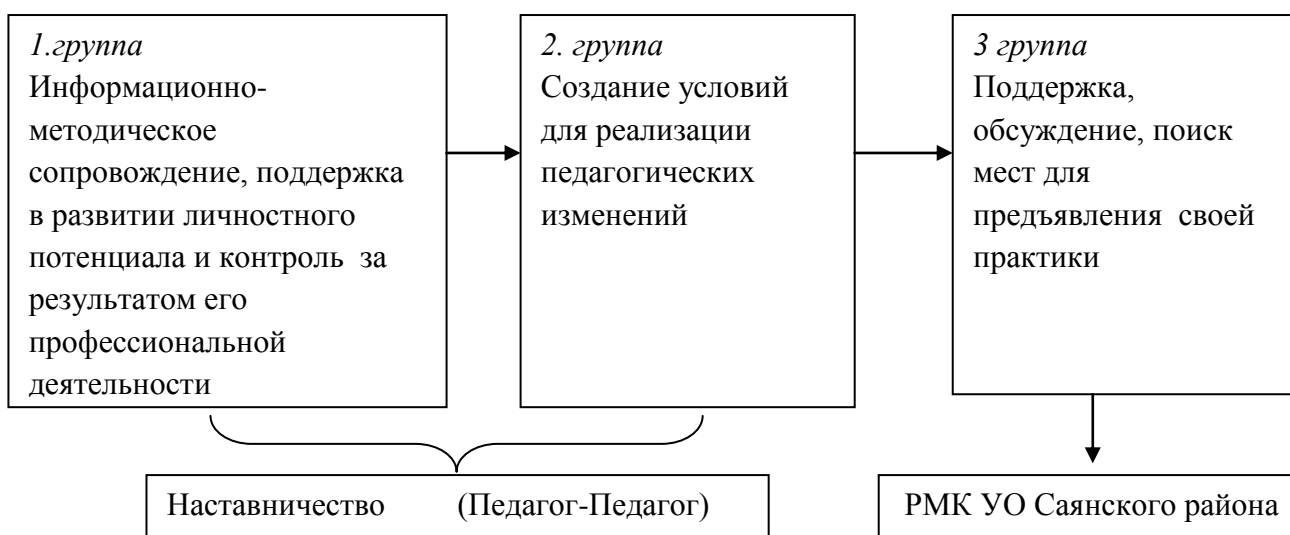 1.группа
Информационно-
методическое
сопровождение, поддержка
в развитии личностного
потенциала и контроль за
результатом его
профессиональной
деятельности
2. группа
Создание условий
для реализации
педагогических
изменений
3 группа
Поддержка,
обсуждение, поиск
мест для
предъявления своей
практики
Наставничество (Педагог-Педагог)
РМК УО Саянского района